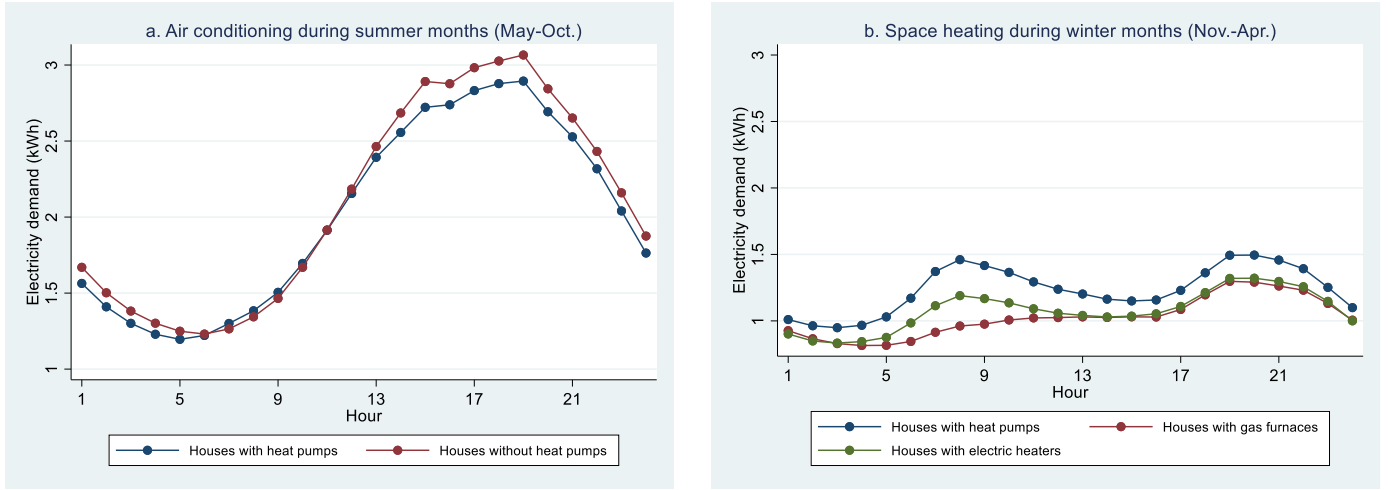 a. Air conditioning during summer months (May-Oct.)
Electricity demand (kWh)
3
2.5
2
1.5
1
1 5 9 13 17 21
Hour
Houses with heat pumps Houses without heat pumps
b. Space heating during winter months (Nov.-Apr.)
Electricity demand (kWh)
3
2.5
2
1.5
1
1 5 9 13 17 21
Hour
Houses with heat pumps Houses with gas furnaces
Houses with electric heaters